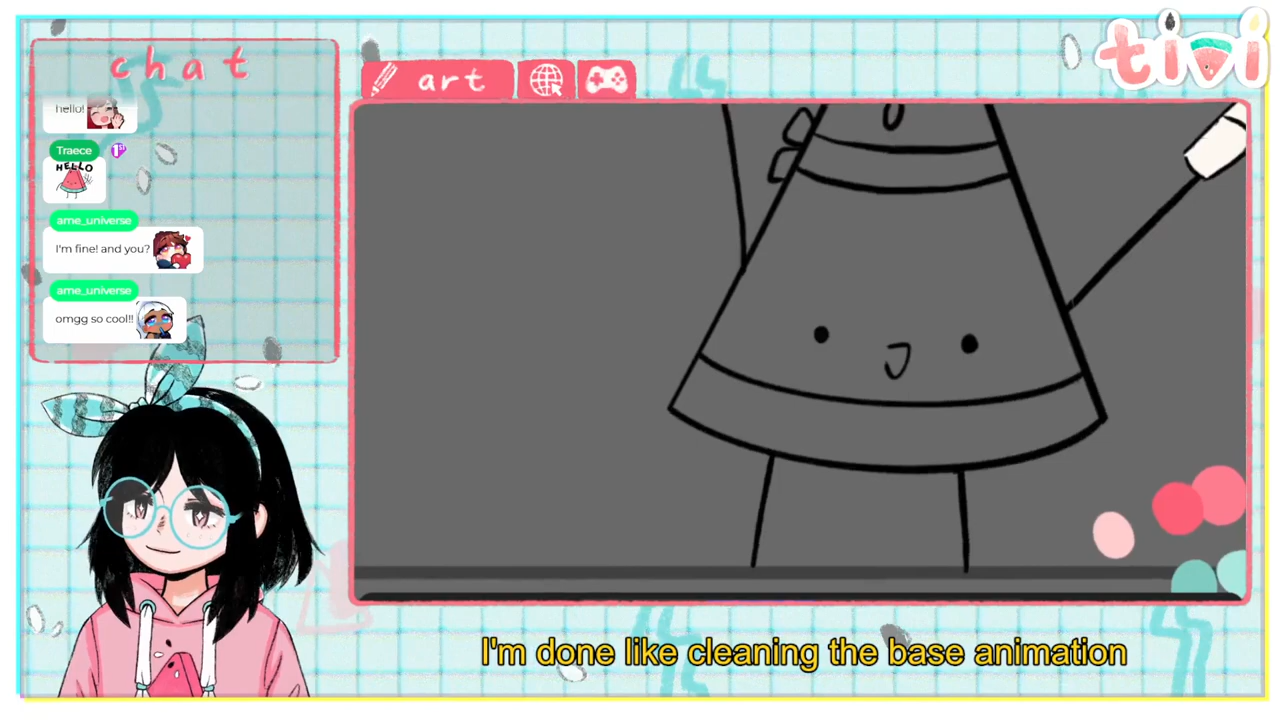 chat
art
tivi
hello!
Traece
1st
HELLO
ame_universe
I'm fine! and you?
ame_universe
omgg so cool!!
I'm done like cleaning the base animation